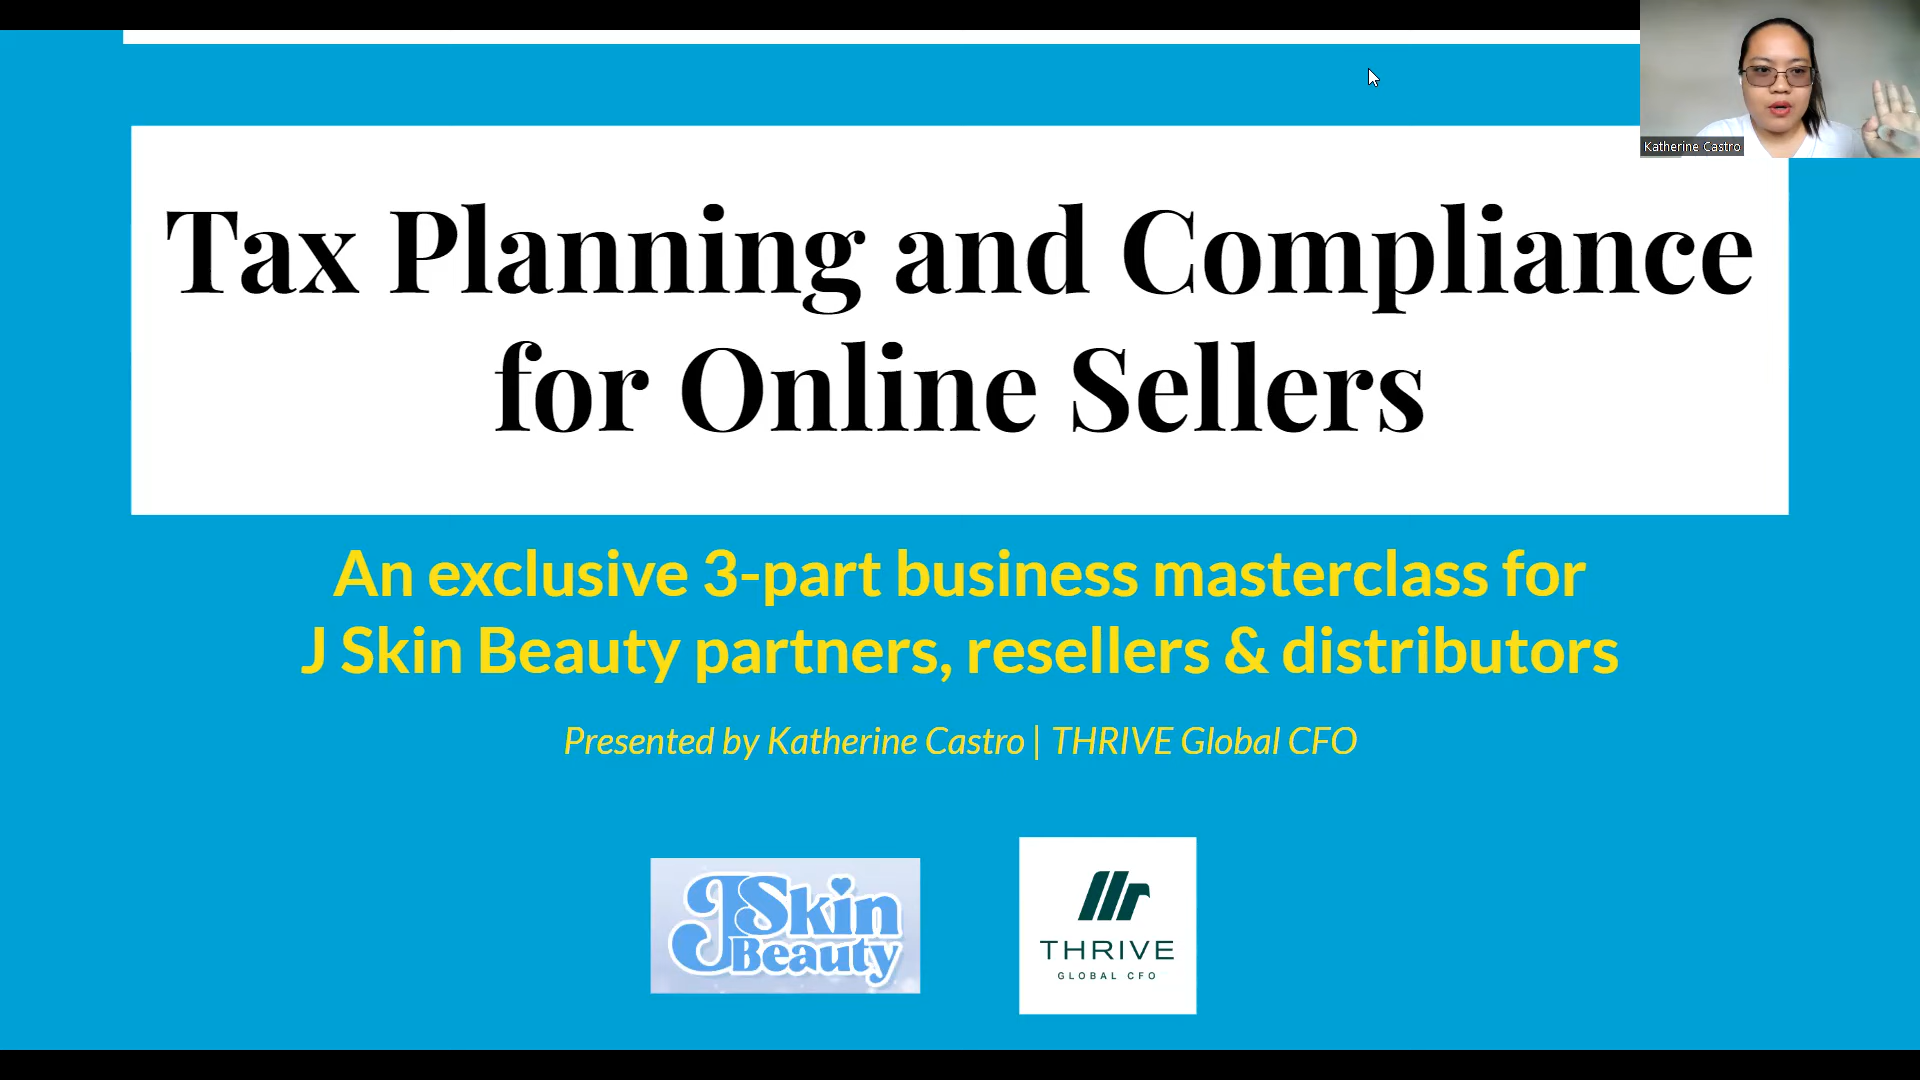 Katherine Castro
Tax Planning and Compliance
for Online Sellers
An exclusive 3-part business masterclass for
J Skin Beauty partners, resellers & distributors
Presented by Katherine Castro | THRIVE Global CFO
JSkin
Beauty
THRIVE
GLOBAL CFO